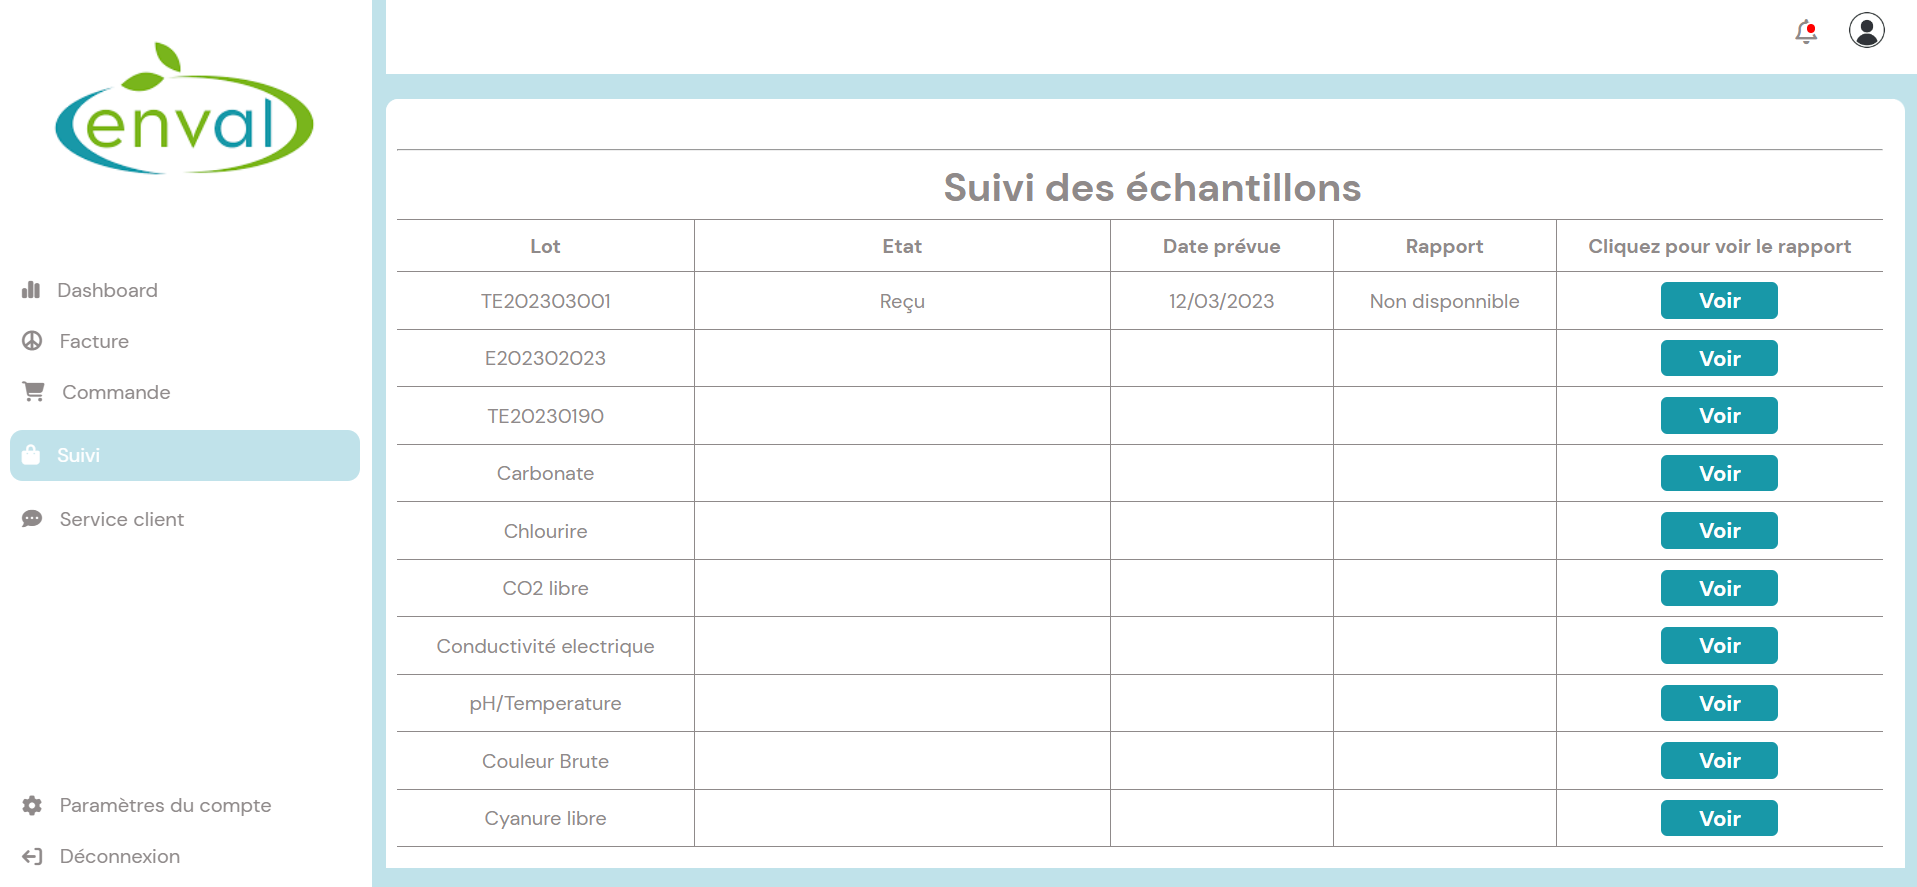 enval
Dashboard
Facture
Commande
Suivi
Service client
Paramètres du compte
Déconnexion
Suivi des échantillons
Lot Etat Date prévue Rapport Cliquez pour voir le rapport
TE202303001 Reçu 12/03/2023 Non disponnible Voir
E202302023 Voir
TE20230190 Voir
Carbonate Voir
Chlourire Voir
CO2 libre Voir
Conductivité electrique Voir
pH/Temperature Voir
Couleur Brute Voir
Cyanure libre Voir